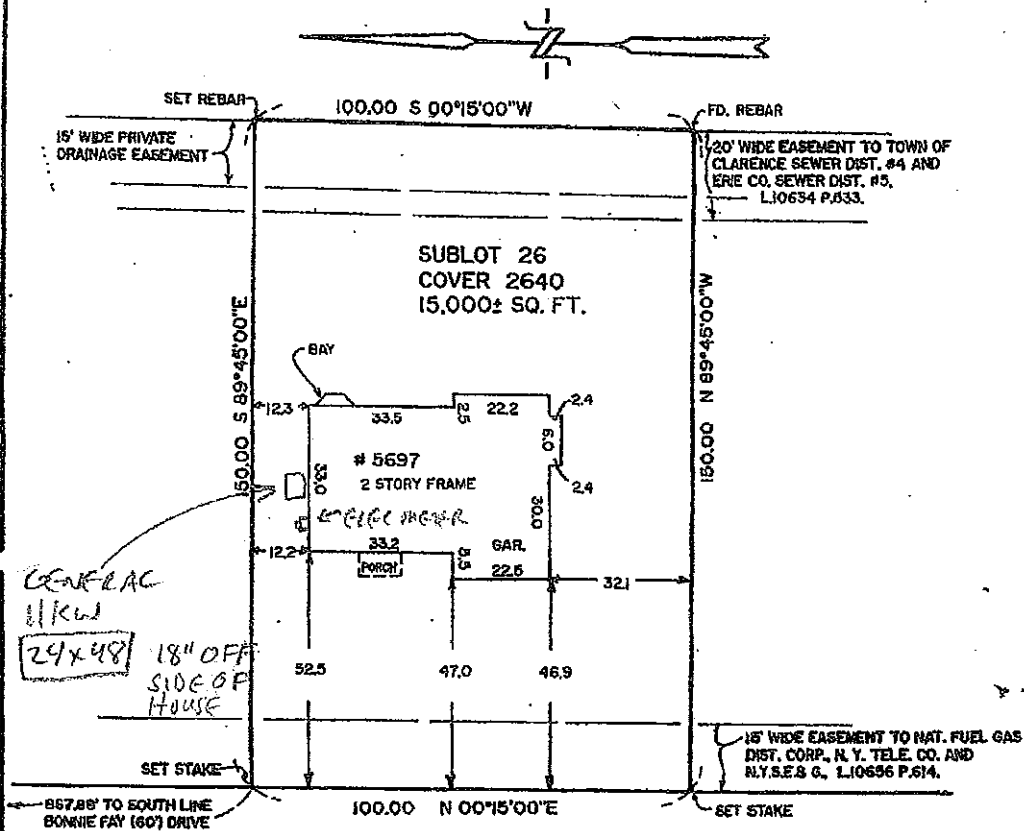 N
SET REBAR
100.00 S 00°15'00"W
FD. REBAR
15' WIDE PRIVATE
DRAINAGE EASEMENT
20' WIDE EASEMENT TO TOWN OF
CLARENCE SEWER DIST. #4 AND
ERIE CO. SEWER DIST. #5.
L.10634 P.633.
SUBLOT 26
COVER 2640
15,000± SQ. FT.
150.00 S 89°45'00"E
150.00 N 89°45'00"W
BAY
12.3
33.5
2.5
22.2
2.4
6.0
2.4
33.0
# 5697
2 STORY FRAME
ELEC METER
30.0
12.2
33.2
PORCH
5.5
GAR.
22.6
32.1
GENERAC
11KW
24x48
18" OFF
SIDE OF
HOUSE
52.5
47.0
46.9
15' WIDE EASEMENT TO NAT. FUEL GAS
DIST. CORP., N.Y. TELE. CO. AND
N.Y.S.E.& G., L.10656 P.614.
SET STAKE
857.88' TO SOUTH LINE
BONNIE FAY (60') DRIVE
100.00 N 00°15'00"E
SET STAKE